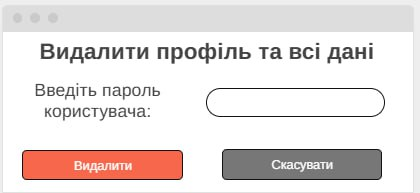 Видалити профіль та всі дані
Введіть пароль
користувача:
Видалити
Скасувати